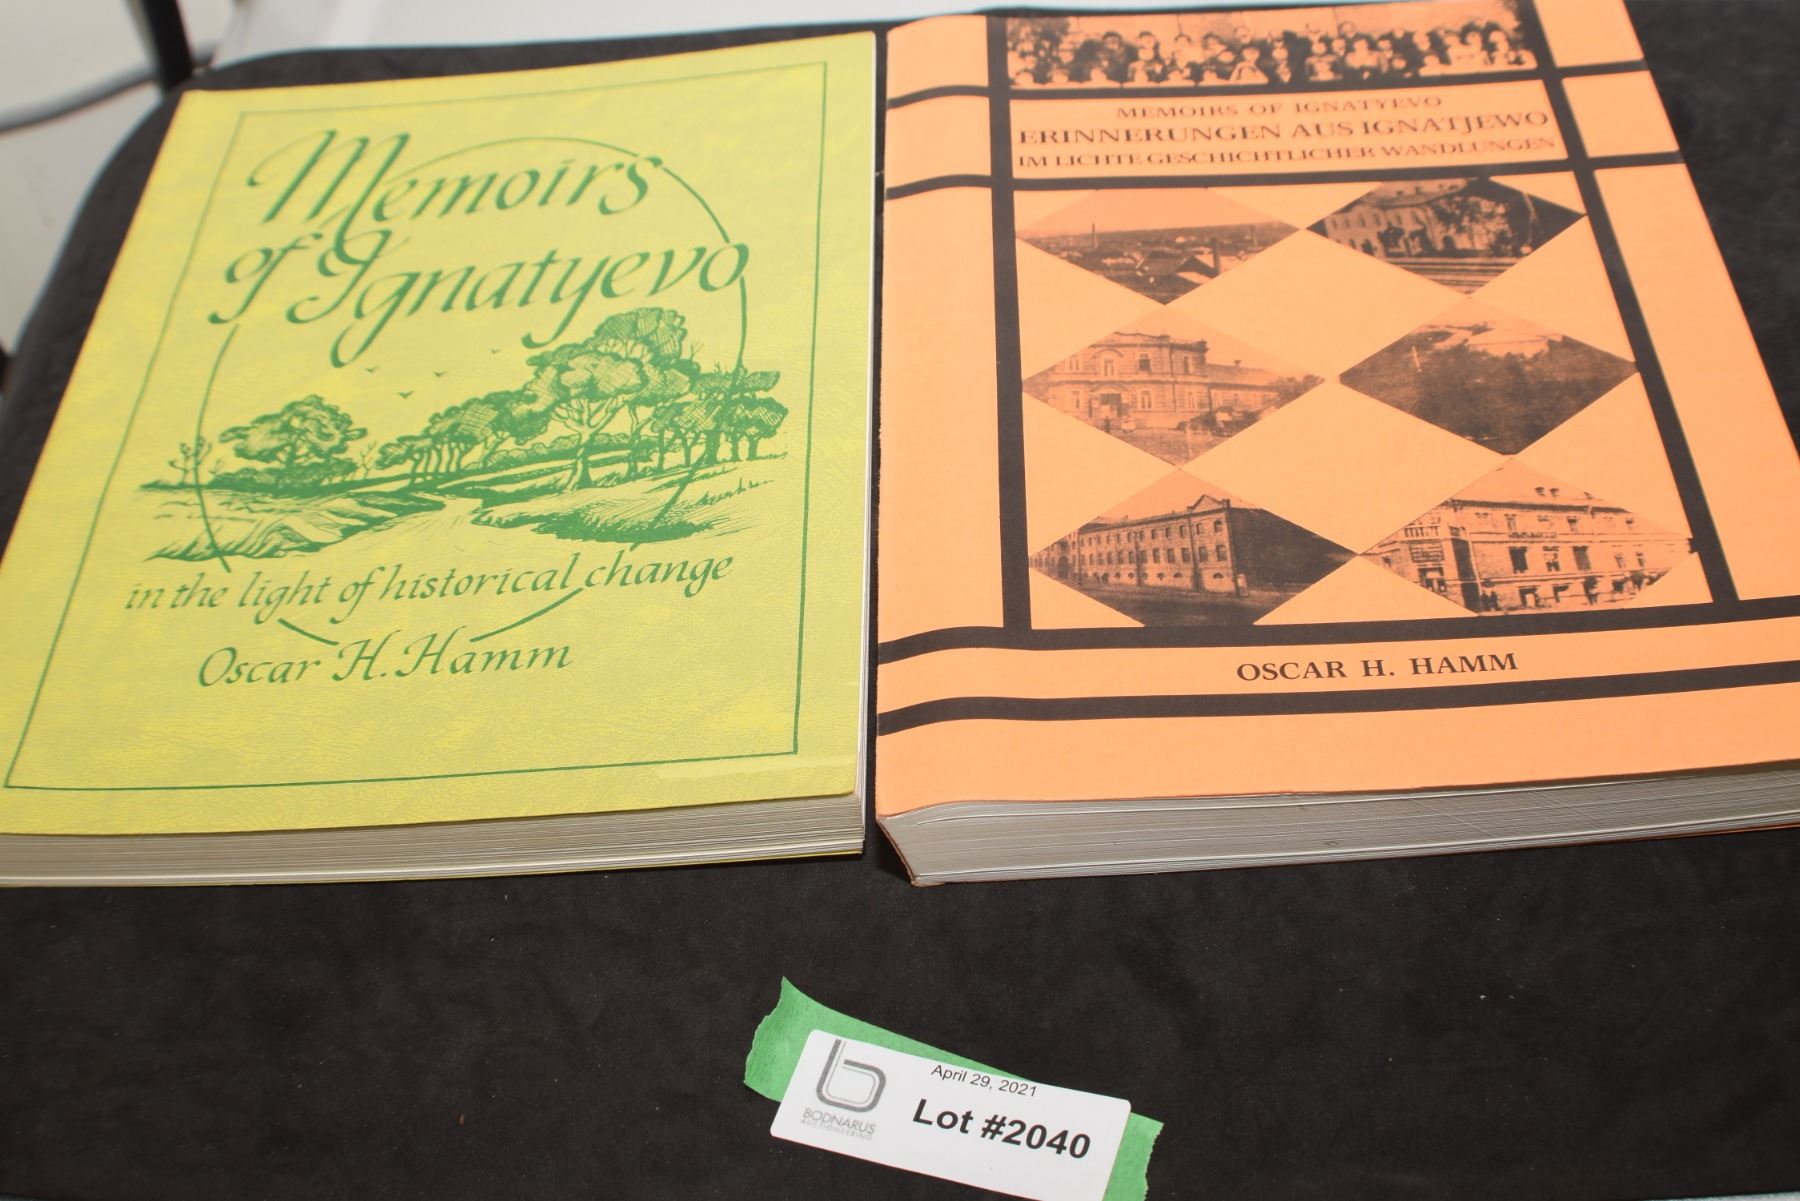 Memoirs
of Ignatyevo
in the light of historical change
Oscar H. Hamm
MEMOIRS OF IGNATYEVO
ERINNERUNGEN AUS IGNATJEWO
IM LICHTE GESCHICHTLICHER WANDLUNGEN
OSCAR H. HAMM
April 29, 2021
Lot #2040
BODNARUS
AUCTIONEERING